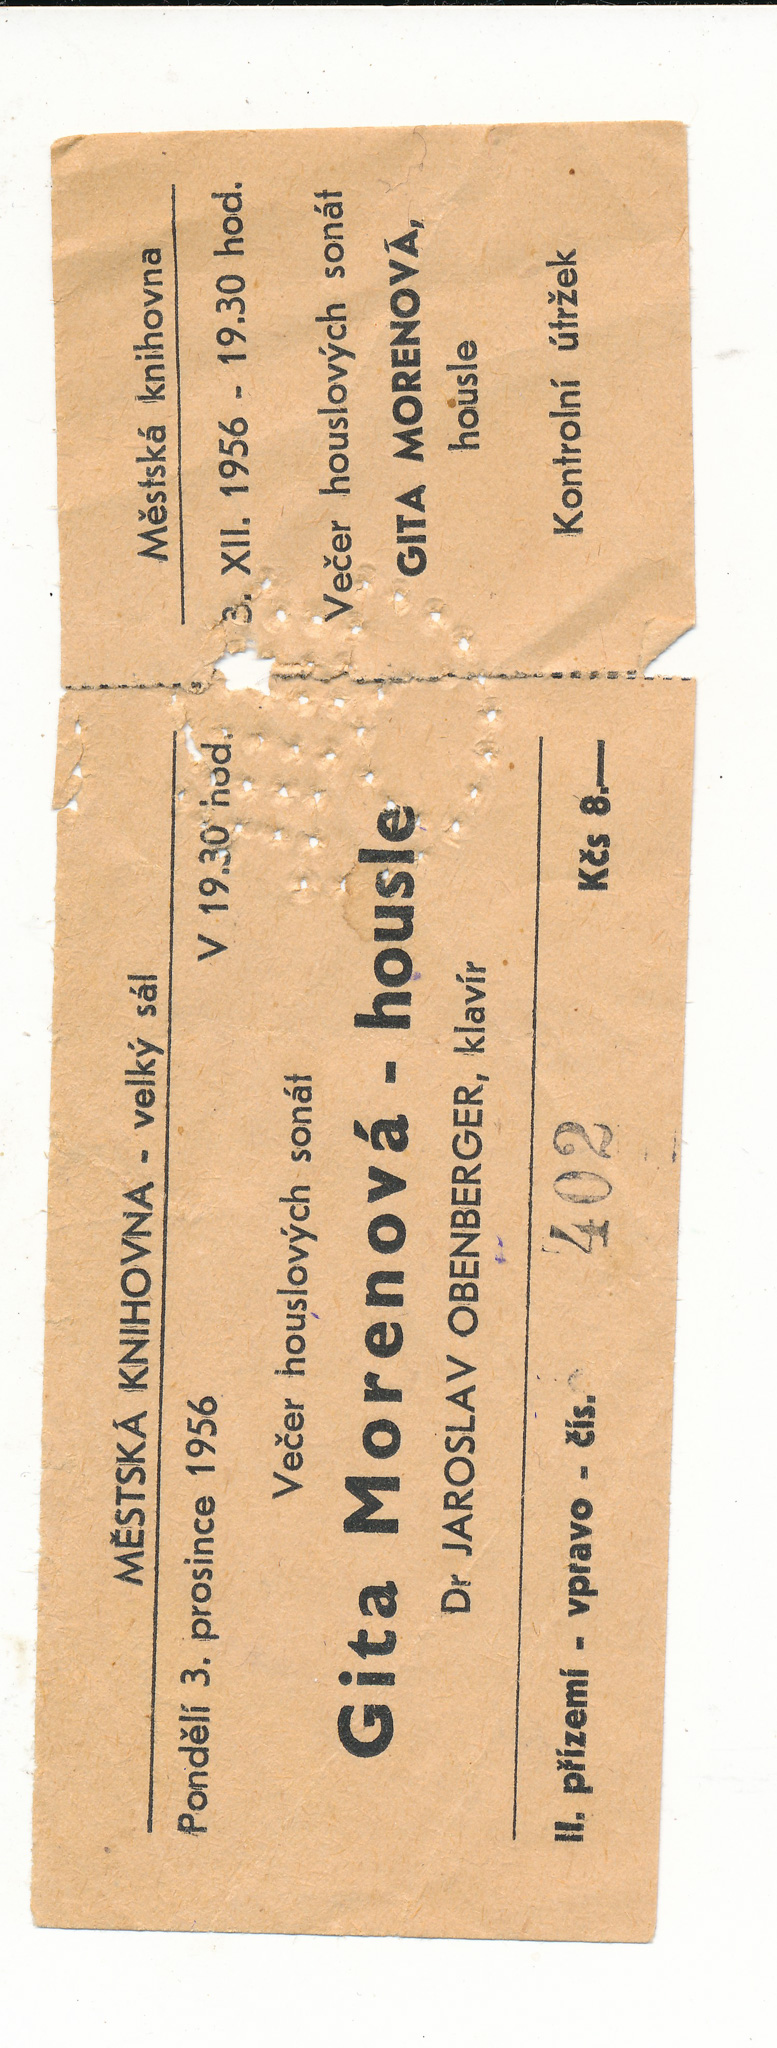 MĚSTSKÁ KNIHOVNA - velký sál
Pondělí 3. prosince 1956 V 19.30 hod.
Večer houslových sonát
Gita Morenová - housle
Dr JAROSLAV OBENBERGER, klavír
II. přízemí - vpravo - čís. 402 Kčs 8.—
Městská knihovna
3. XII. 1956 - 19.30 hod.
Večer houslových sonát
GITA MORENOVÁ,
housle
Kontrolní útržek